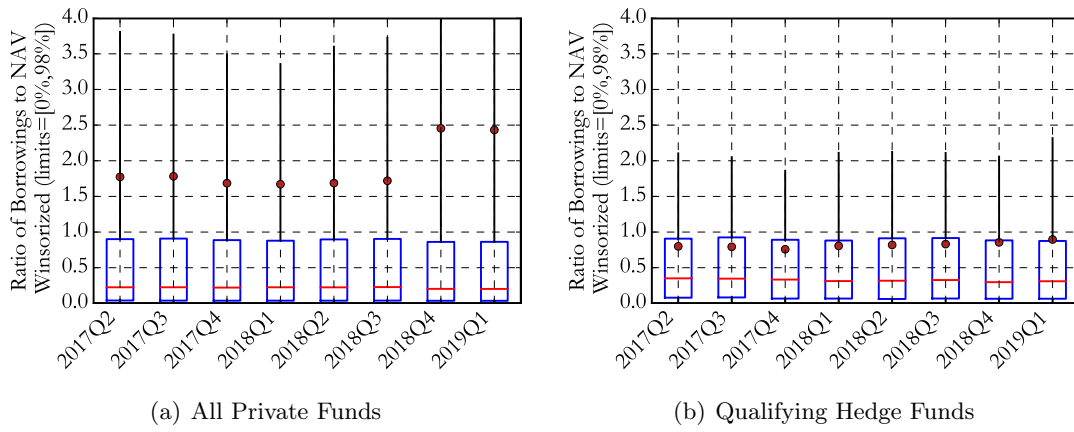 Ratio of Borrowings to NAV
Winsorized (limits=[0%,98%])
4.0
3.5
3.0
2.5
2.0
1.5
1.0
0.5
0.0
2017Q2
2017Q3
2017Q4
2018Q1
2018Q2
2018Q3
2018Q4
2019Q1
(a) All Private Funds
Ratio of Borrowings to NAV
Winsorized (limits=[0%,98%])
4.0
3.5
3.0
2.5
2.0
1.5
1.0
0.5
0.0
2017Q2
2017Q3
2017Q4
2018Q1
2018Q2
2018Q3
2018Q4
2019Q1
(b) Qualifying Hedge Funds